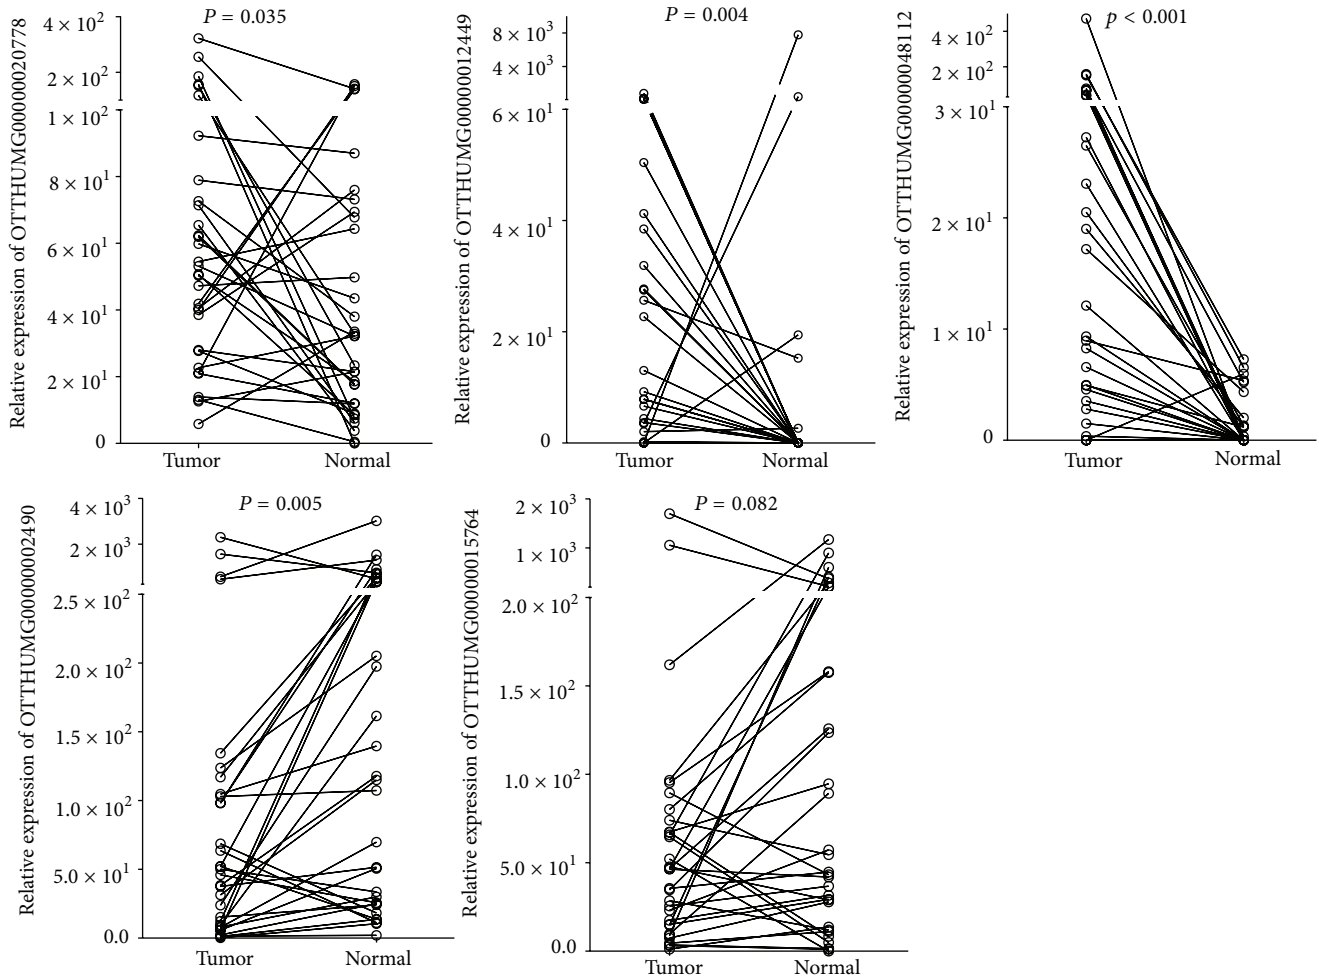 Relative expression of OTTHUMG00000020778
P = 0.035
4 × 10²
2 × 10²
1 × 10²
8 × 10¹
6 × 10¹
4 × 10¹
2 × 10¹
0
Tumor Normal
Relative expression of OTTHUMG00000012449
P = 0.004
8 × 10³
4 × 10³
6 × 10¹
4 × 10¹
2 × 10¹
0
Tumor Normal
Relative expression of OTTHUMG00000048112
p < 0.001
4 × 10²
2 × 10²
3 × 10¹
2 × 10¹
1 × 10¹
0
Tumor Normal
Relative expression of OTTHUMG00000002490
P = 0.005
4 × 10³
2 × 10³
2.5 × 10²
2.0 × 10²
1.5 × 10²
1.0 × 10²
5.0 × 10¹
0.0
Tumor Normal
Relative expression of OTTHUMG00000015764
P = 0.082
2 × 10³
1 × 10³
2.0 × 10²
1.5 × 10²
1.0 × 10²
5.0 × 10¹
0.0
Tumor Normal